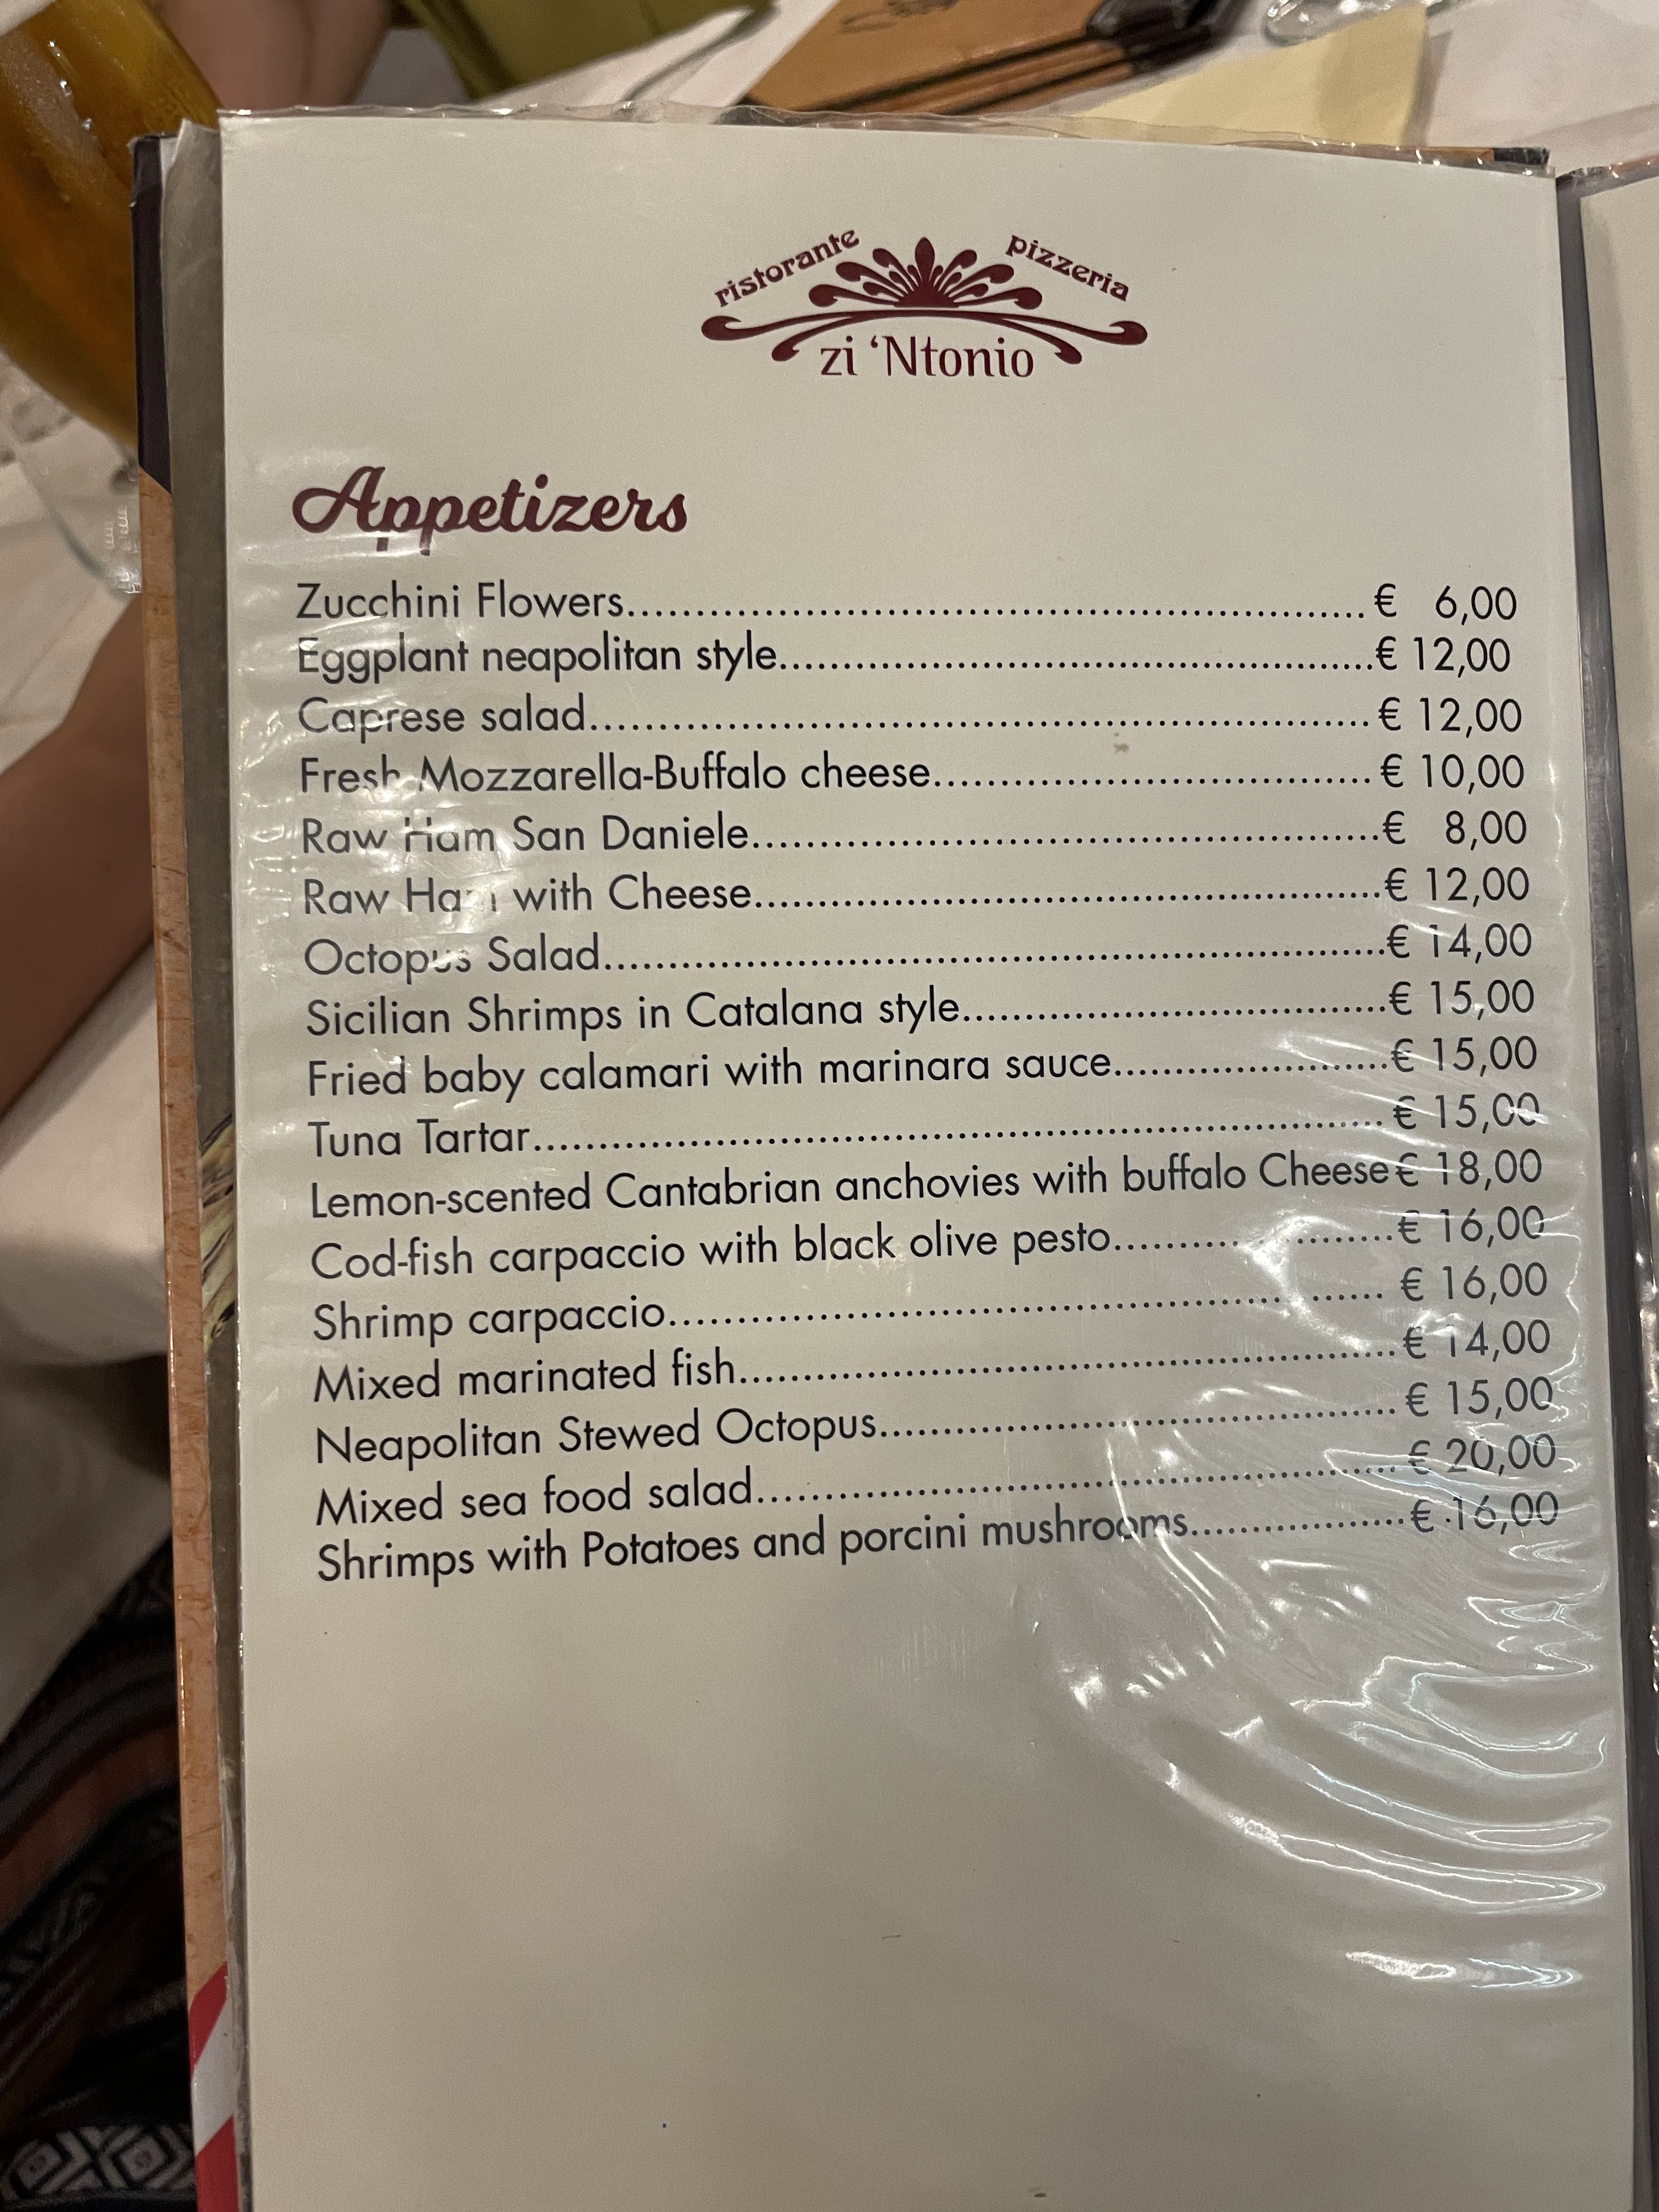 ristorante pizzeria
zi ‘Ntonio
Appetizers
Zucchini Flowers..........€ 6,00
Eggplant neapolitan style..........€ 12,00
Caprese salad..........€ 12,00
Fresh Mozzarella-Buffalo cheese..........€ 10,00
Raw Ham San Daniele..........€ 8,00
Raw Ham with Cheese..........€ 12,00
Octopus Salad..........€ 14,00
Sicilian Shrimps in Catalana style..........€ 15,00
Fried baby calamari with marinara sauce..........€ 15,00
Tuna Tartar..........€ 15,00
Lemon-scented Cantabrian anchovies with buffalo Cheese € 18,00
Cod-fish carpaccio with black olive pesto..........€ 16,00
Shrimp carpaccio..........€ 16,00
Mixed marinated fish..........€ 14,00
Neapolitan Stewed Octopus..........€ 15,00
Mixed sea food salad..........€ 20,00
Shrimps with Potatoes and porcini mushrooms..........€ 16,00